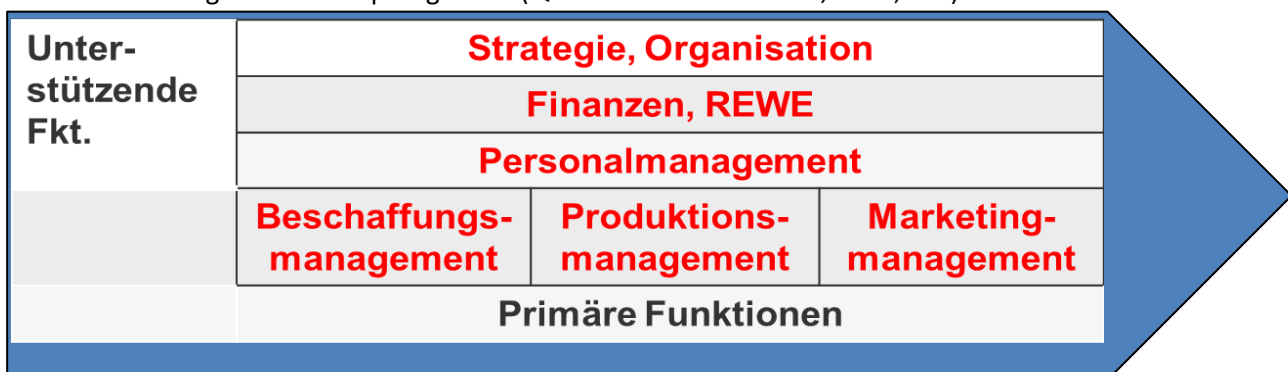 Unter-
stützende
Fkt.
Strategie, Organisation
Finanzen, REWE
Personalmanagement
Beschaffungs-
management
Produktions-
management
Marketing-
management
Primäre Funktionen